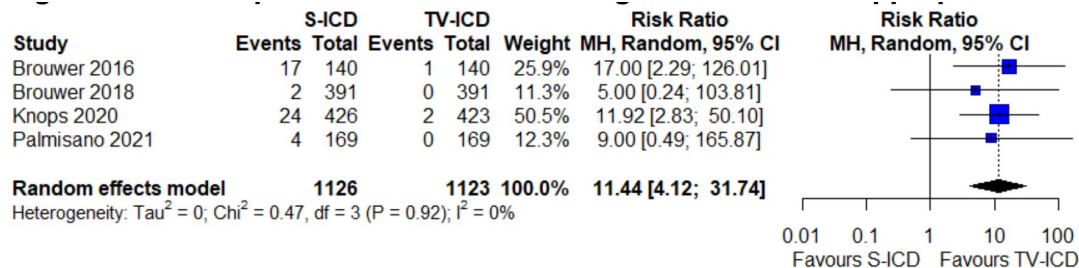 S-ICD TV-ICD Risk Ratio Risk Ratio
Study Events Total Events Total Weight MH, Random, 95% CI MH, Random, 95% CI
Brouwer 2016 17 140 1 140 25.9% 17.00 [2.29; 126.01]
Brouwer 2018 2 391 0 391 11.3% 5.00 [0.24; 103.81]
Knops 2020 24 426 2 423 50.5% 11.92 [2.83; 50.10]
Palmisano 2021 4 169 0 169 12.3% 9.00 [0.49; 165.87]
Random effects model 1126 1123 100.0% 11.44 [4.12; 31.74]
Heterogeneity: Tau² = 0; Chi² = 0.47, df = 3 (P = 0.92); I² = 0%
0.01 0.1 1 10 100
Favours S-ICD Favours TV-ICD